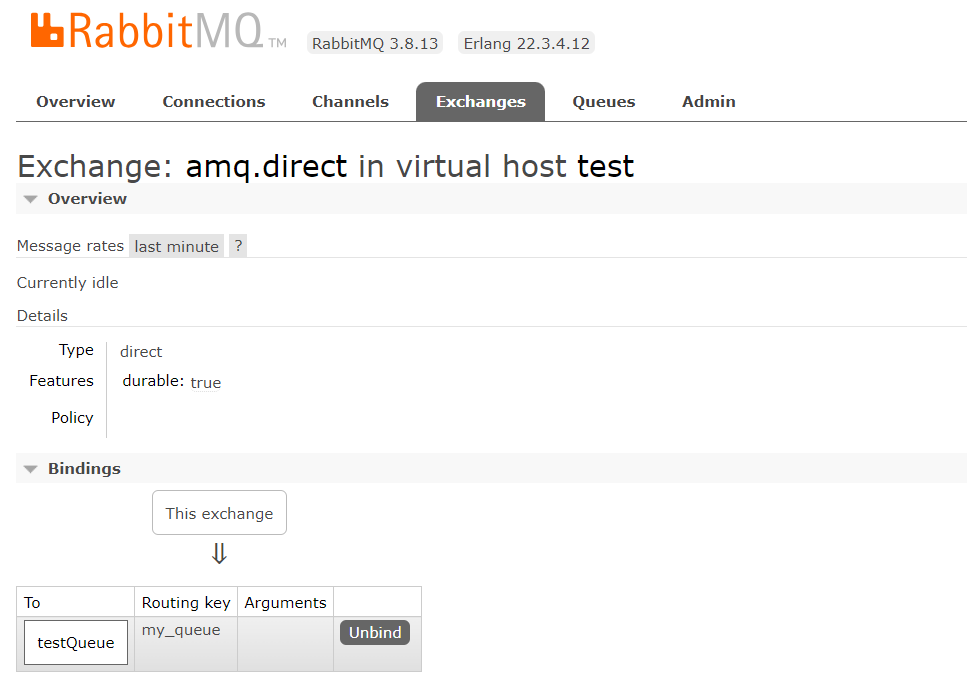 RabbitMQ TM RabbitMQ 3.8.13 Erlang 22.3.4.12
Overview Connections Channels Exchanges Queues Admin
Exchange: amq.direct in virtual host test
Overview
Message rates last minute ?
Currently idle
Details
Type direct
Features durable: true
Policy
Bindings
This exchange
⇓
To Routing key Arguments
testQueue my_queue Unbind